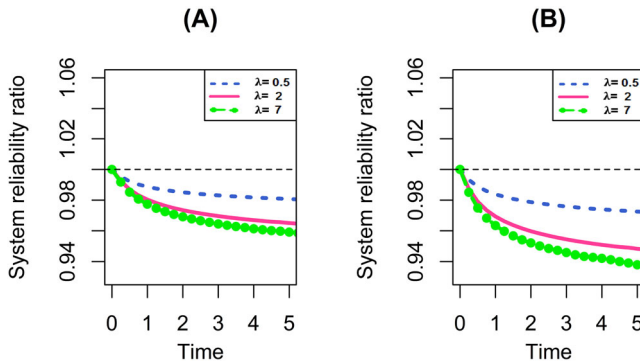 (A)
System reliability ratio
1.06
1.02
0.98
0.94
λ= 0.5
λ= 2
λ= 7
0 1 2 3 4 5
Time
(B)
System reliability ratio
1.06
1.02
0.98
0.94
λ= 0.5
λ= 2
λ= 7
0 1 2 3 4 5
Time